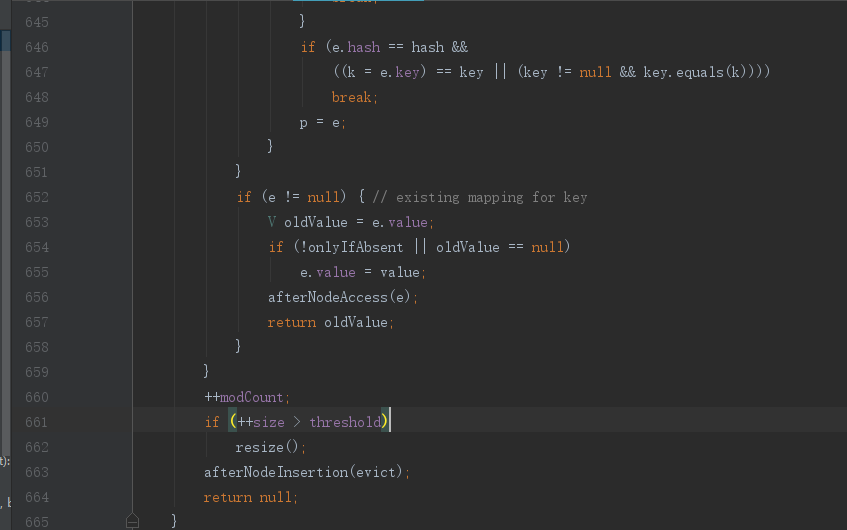 645 }
646 if (e.hash == hash &&
647 ((k = e.key) == key || (key != null && key.equals(k))))
648 break;
649 p = e;
650 }
651 }
652 if (e != null) { // existing mapping for key
653 V oldValue = e.value;
654 if (!onlyIfAbsent || oldValue == null)
655 e.value = value;
656 afterNodeAccess(e);
657 return oldValue;
658 }
659 }
660 ++modCount;
661 if (++size > threshold)
662 resize();
663 afterNodeInsertion(evict);
664 return null;
665 }